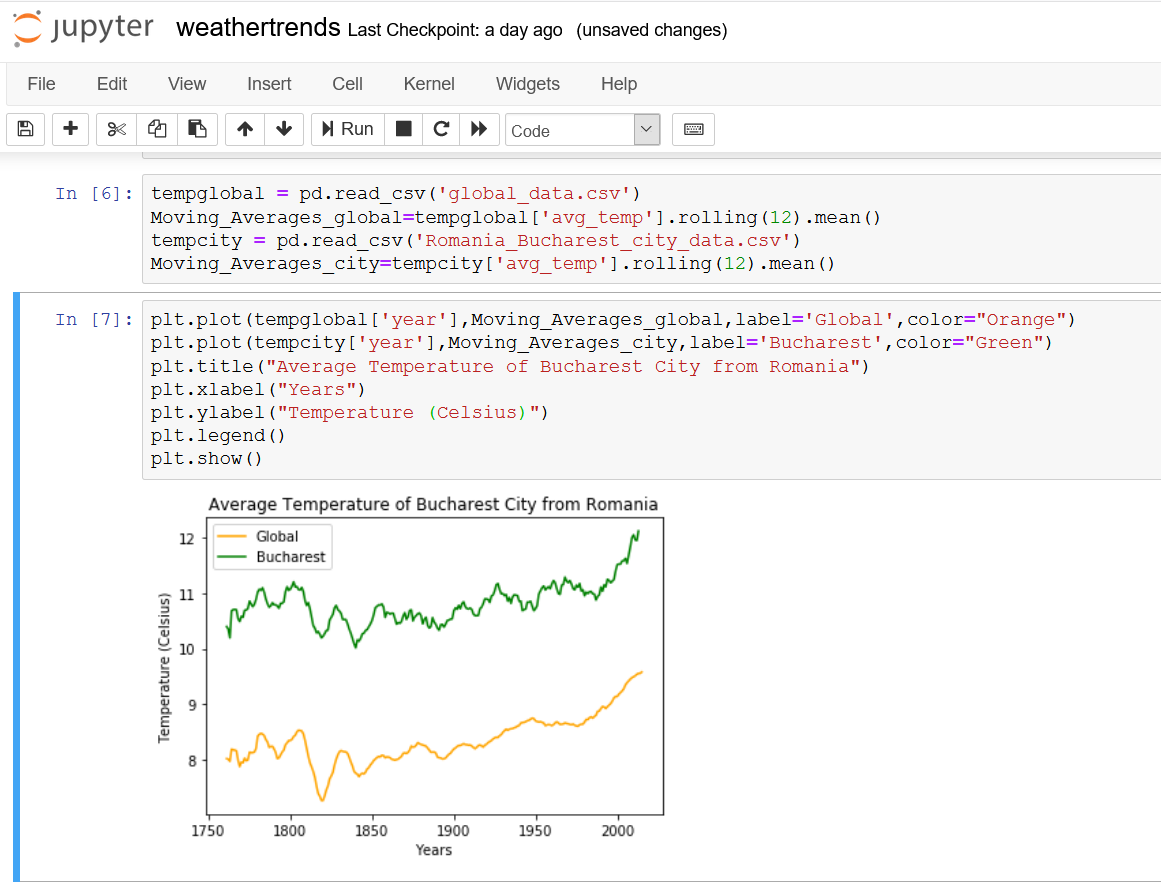 jupyter weathertrends Last Checkpoint: a day ago (unsaved changes)
File Edit View Insert Cell Kernel Widgets Help
Run Code
In [6]: tempglobal = pd.read_csv('global_data.csv')
Moving_Averages_global=tempglobal['avg_temp'].rolling(12).mean()
tempcity = pd.read_csv('Romania_Bucharest_city_data.csv')
Moving_Averages_city=tempcity['avg_temp'].rolling(12).mean()
In [7]: plt.plot(tempglobal['year'],Moving_Averages_global,label='Global',color="Orange")
plt.plot(tempcity['year'],Moving_Averages_city,label='Bucharest',color="Green")
plt.title("Average Temperature of Bucharest City from Romania")
plt.xlabel("Years")
plt.ylabel("Temperature (Celsius)")
plt.legend()
plt.show()
Average Temperature of Bucharest City from Romania
Global
Bucharest
Temperature (Celsius)
12
11
10
9
8
1750 1800 1850 1900 1950 2000
Years